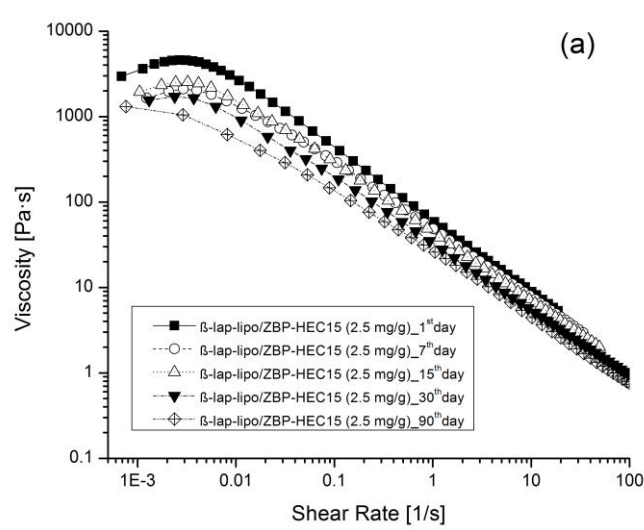 (a)
10000
1000
100
10
1
0.1
Viscosity [Pa·s]
ß-lap-lipo/ZBP-HEC15 (2.5 mg/g)_1st day
ß-lap-lipo/ZBP-HEC15 (2.5 mg/g)_7th day
ß-lap-lipo/ZBP-HEC15 (2.5 mg/g)_15th day
ß-lap-lipo/ZBP-HEC15 (2.5 mg/g)_30th day
ß-lap-lipo/ZBP-HEC15 (2.5 mg/g)_90th day
1E-3 0.01 0.1 1 10 100
Shear Rate [1/s]